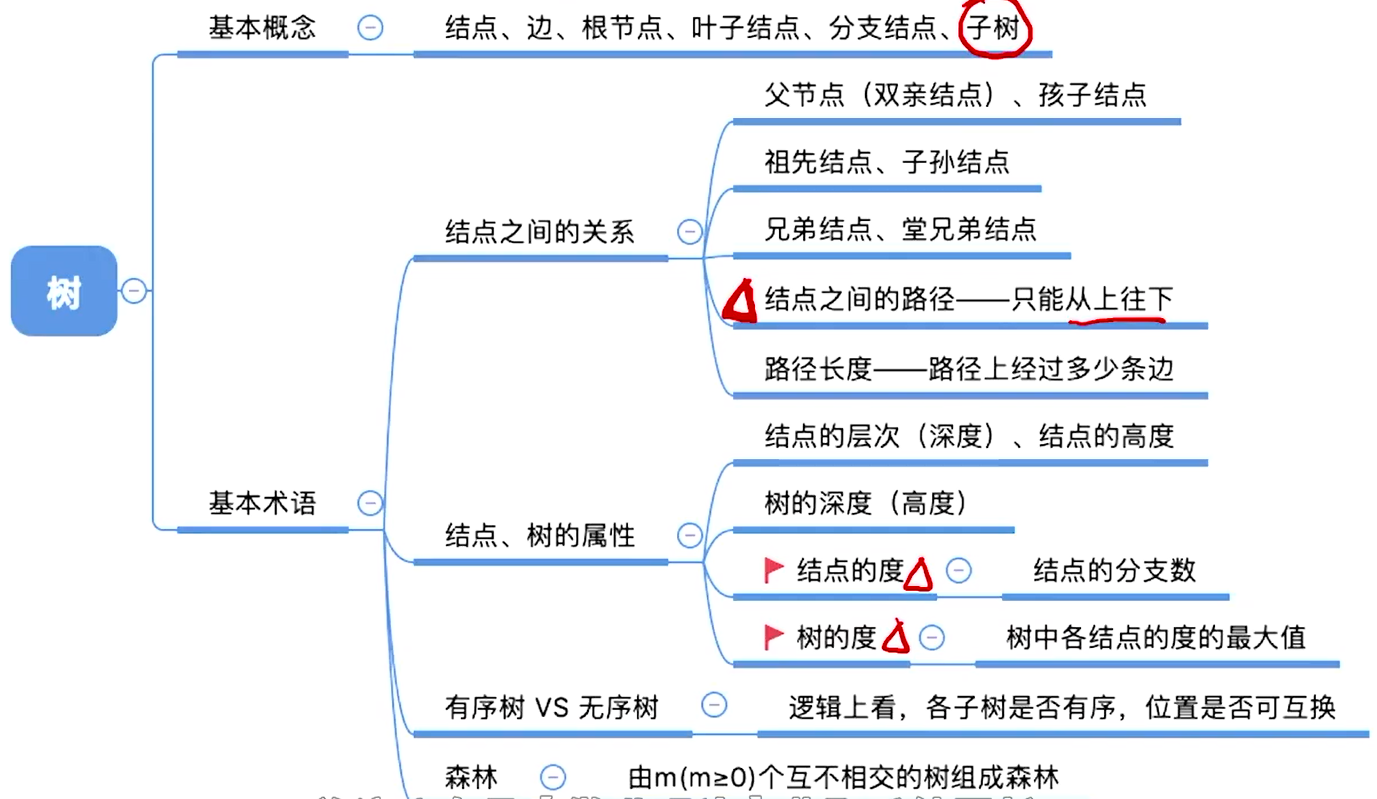 基本概念
结点、边、根节点、叶子结点、分支结点、子树
父节点（双亲结点）、孩子结点
祖先结点、子孙结点
结点之间的关系
兄弟结点、堂兄弟结点
结点之间的路径——只能从上往下
树
路径长度——路径上经过多少条边
结点的层次（深度）、结点的高度
基本术语
树的深度（高度）
结点、树的属性
结点的度
结点的分支数
树的度
树中各结点的度的最大值
有序树 VS 无序树
逻辑上看，各子树是否有序，位置是否可互换
森林
由m(m≥0)个互不相交的树组成森林